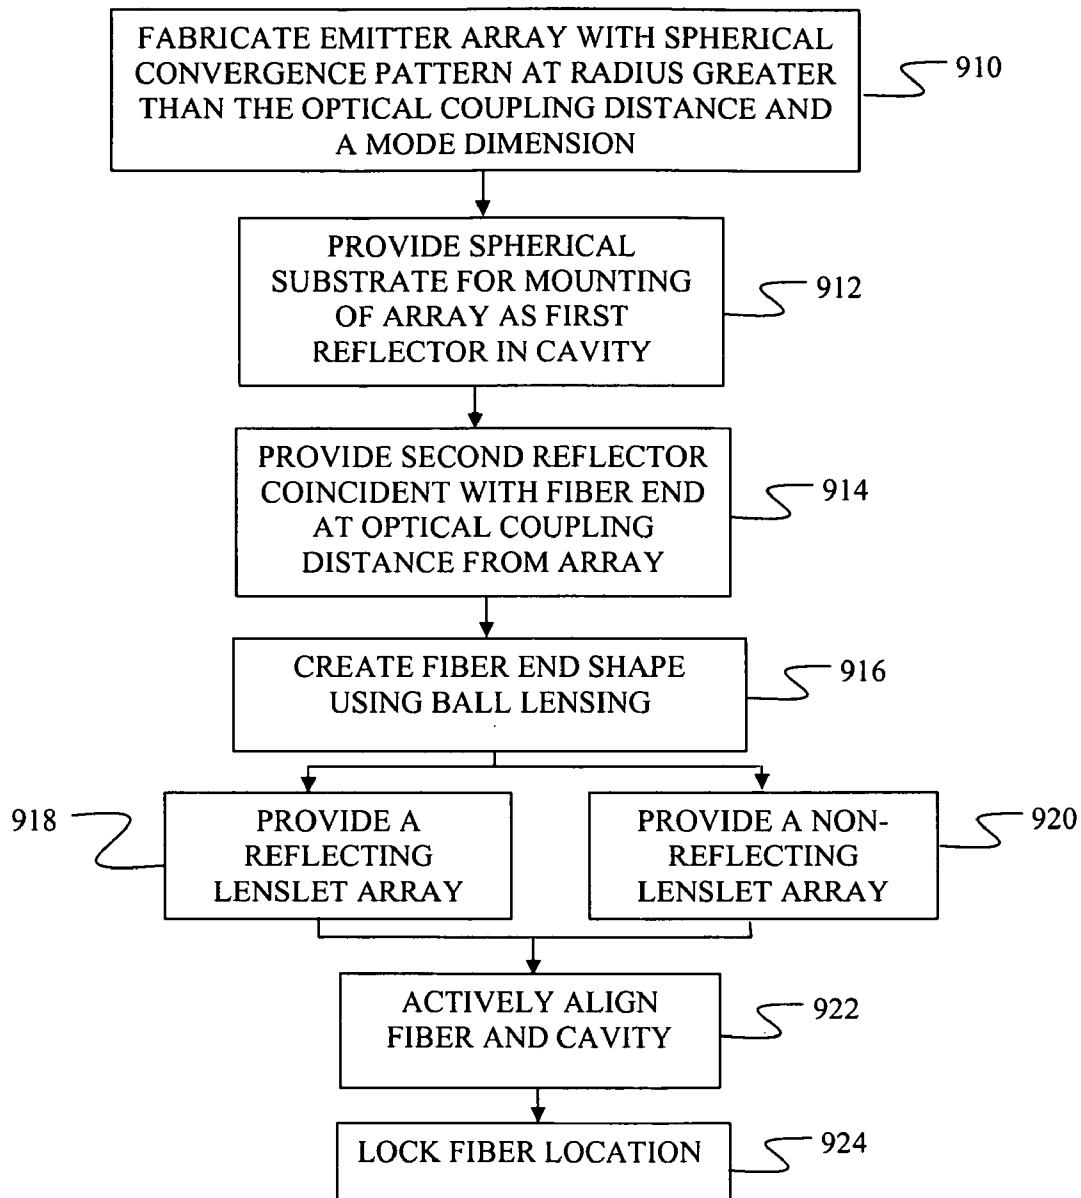 FABRICATE EMITTER ARRAY WITH SPHERICAL
CONVERGENCE PATTERN AT RADIUS GREATER
THAN THE OPTICAL COUPLING DISTANCE AND
A MODE DIMENSION
910
PROVIDE SPHERICAL
SUBSTRATE FOR MOUNTING
OF ARRAY AS FIRST
REFLECTOR IN CAVITY
912
PROVIDE SECOND REFLECTOR
COINCIDENT WITH FIBER END
AT OPTICAL COUPLING
DISTANCE FROM ARRAY
914
CREATE FIBER END SHAPE
USING BALL LENSING
916
918
PROVIDE A
REFLECTING
LENSLET ARRAY
PROVIDE A NON-
REFLECTING
LENSLET ARRAY
920
ACTIVELY ALIGN
FIBER AND CAVITY
922
LOCK FIBER LOCATION
924